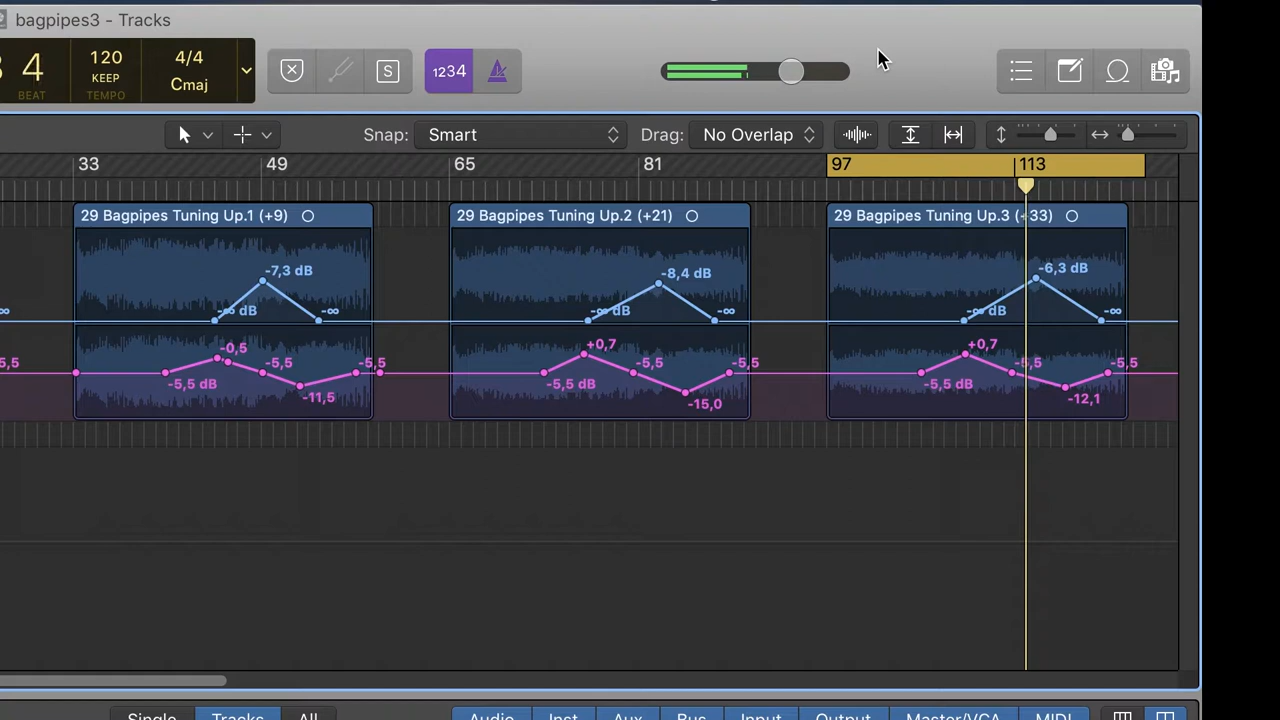 bagpipes3 - Tracks
4 120 4/4
KEEP Cmaj
BEAT TEMPO
S 1234
Snap: Smart Drag: No Overlap
33 49 65 81 97 113
29 Bagpipes Tuning Up.1 (+9) 29 Bagpipes Tuning Up.2 (+21) 29 Bagpipes Tuning Up.3 (+33)
-7,3 dB -8,4 dB -6,3 dB
-∞ dB -∞ -∞ dB -∞ -∞ dB -∞
-0,5 +0,7 +0,7
5,5 -5,5 -5,5 -5,5 -5,5 -5,5 -5,5
-5,5 dB -5,5 dB -5,5 dB
-11,5 -15,0 -12,1
Single Tracks All Audio Inst Aux Bus Input Output Master/VCA MIDI